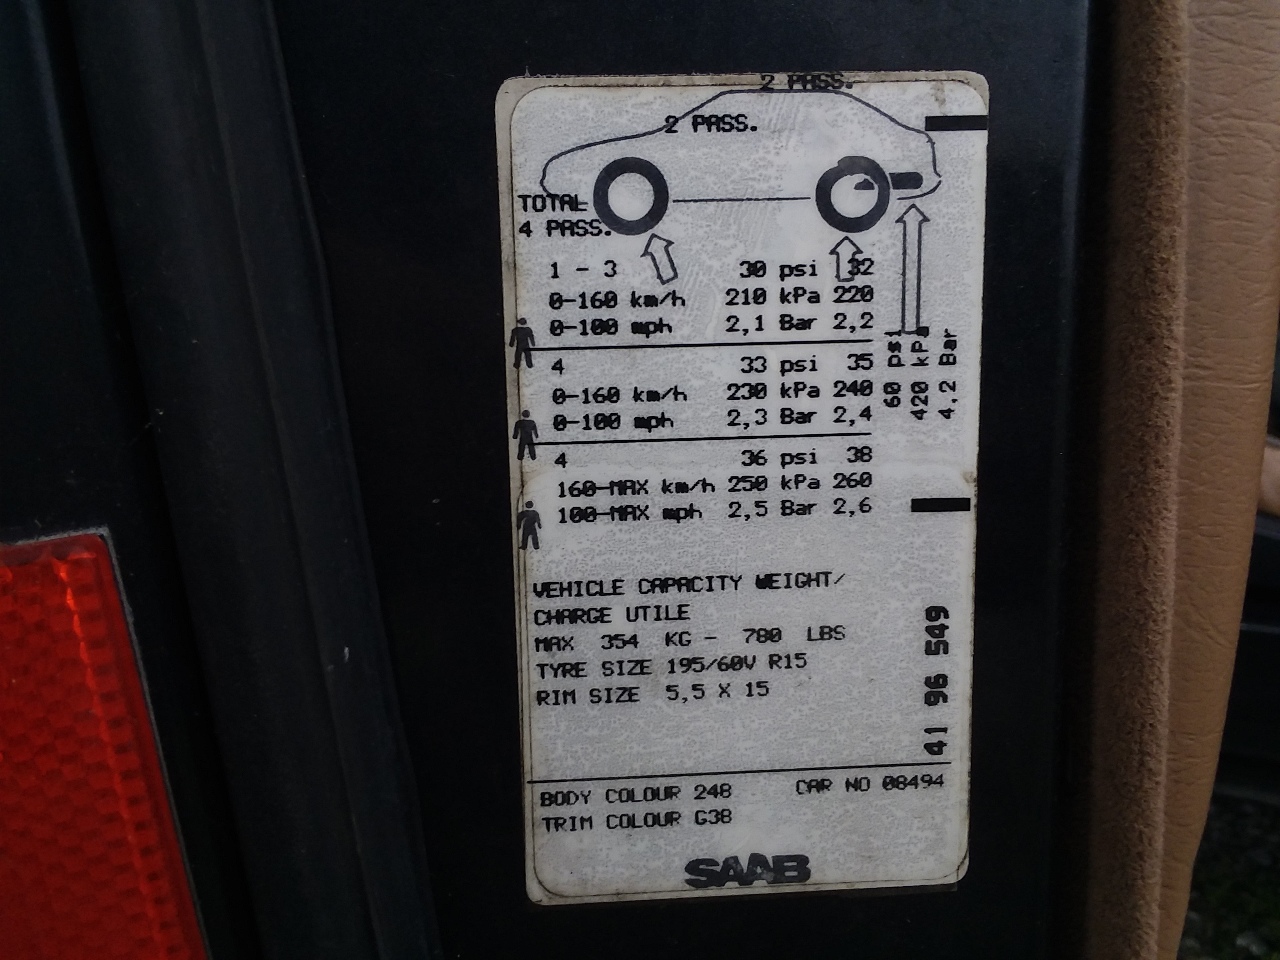 2 PASS.
2 PASS.
TOTAL
4 PASS.
1 - 3 30 psi 32
0-160 km/h 210 kPa 220
0-100 mph 2,1 Bar 2,2
4 33 psi 35
0-160 km/h 230 kPa 240
0-100 mph 2,3 Bar 2,4
4 36 psi 38
160-MAX km/h 250 kPa 260
100-MAX mph 2,5 Bar 2,6
60 psi
420 kPa
4,2 Bar
VEHICLE CAPACITY WEIGHT/
CHARGE UTILE
MAX 354 KG - 780 LBS
TYRE SIZE 195/60V R15
RIM SIZE 5,5 X 15
41 96 549
BODY COLOUR 248 CAR NO 08494
TRIM COLOUR G38
SAAB